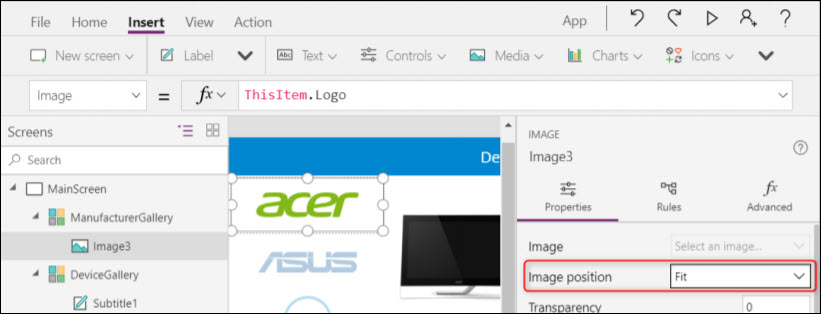 File Home Insert View Action App ?
New screen Label Abc Text Controls Media Charts Icons
Image = fx ThisItem.Logo
Screens
Search
MainScreen
ManufacturerGallery
Image3
DeviceGallery
Subtitle1
De
acer
ASUS
IMAGE
Image3 ?
Properties Rules fx Advanced
Image Select an image...
Image position Fit
Transparency 0